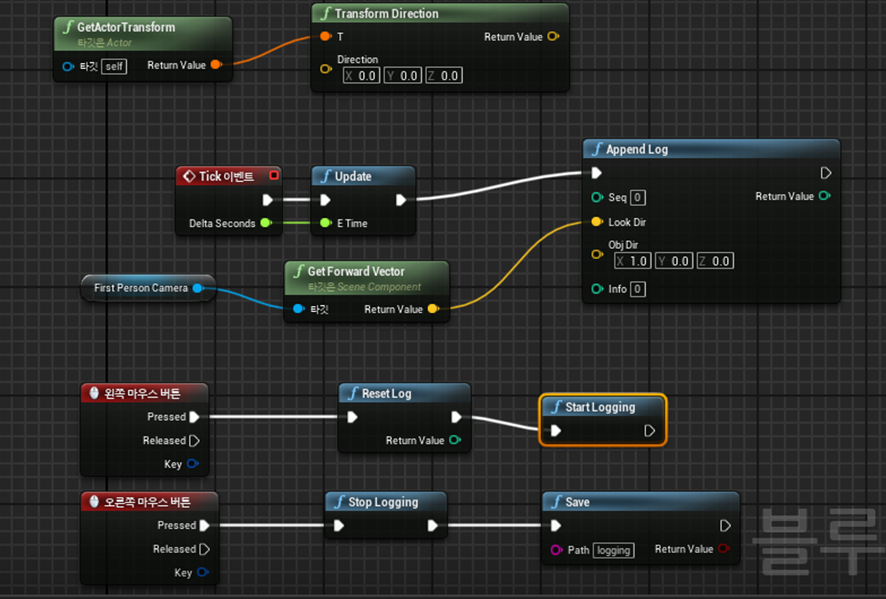 GetActorTransform
타깃은 Actor
타깃 self Return Value
Transform Direction
T Return Value
Direction
X 0.0 Y 0.0 Z 0.0
Tick 이벤트
Delta Seconds
Update
E Time
Append Log
Seq 0 Return Value
Look Dir
Obj Dir
X 1.0 Y 0.0 Z 0.0
Info 0
First Person Camera
Get Forward Vector
타깃은 Scene Component
타깃 Return Value
왼쪽 마우스 버튼
Pressed
Released
Key
Reset Log
Return Value
Start Logging
오른쪽 마우스 버튼
Pressed
Released
Key
Stop Logging
Save
Path logging Return Value
블루